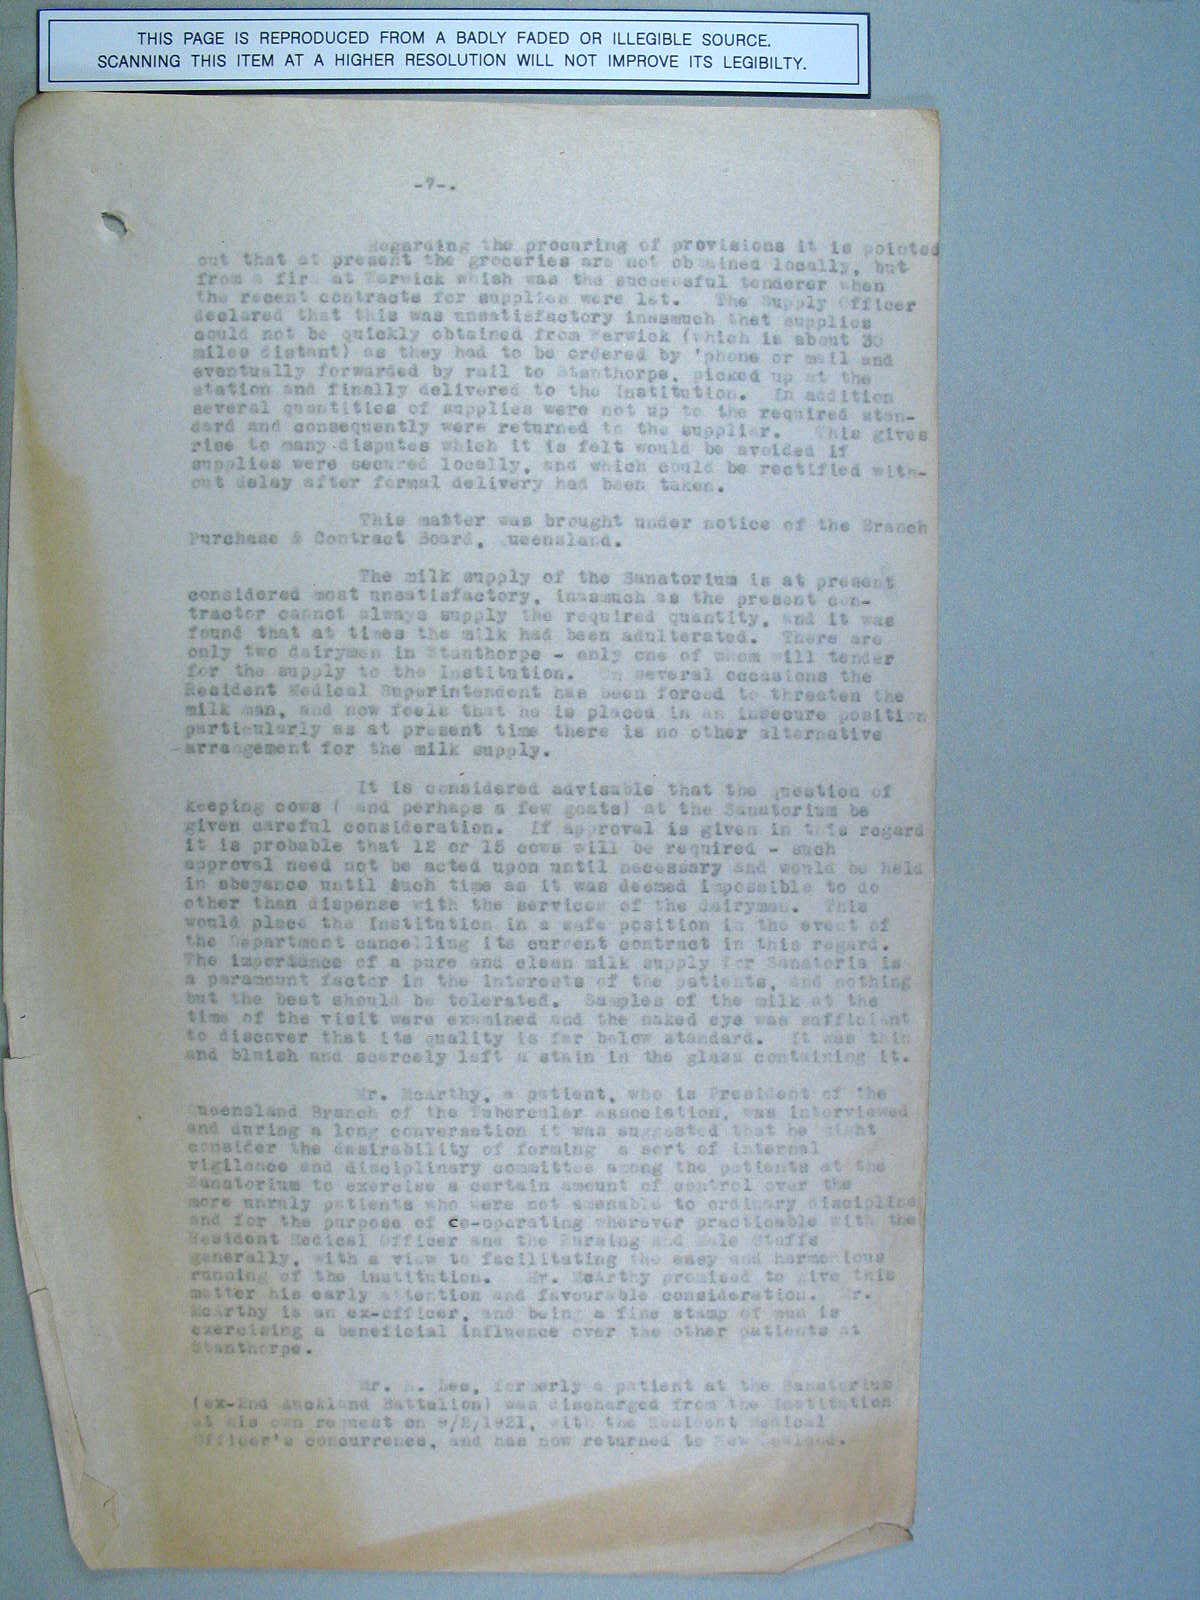 THIS PAGE IS REPRODUCED FROM A BADLY FADED OR ILLEGIBLE SOURCE.
SCANNING THIS ITEM AT A HIGHER RESOLUTION WILL NOT IMPROVE ITS LEGIBILTY.
-7-.
Regarding the procuring of provisions it is pointed
out that at present the groceries are not obtained locally, but
from a firm at Warwick which was the successful tenderer when
the recent contracts for supplies were let. The Supply Officer
declared that this was unsatisfactory inasmuch that supplies
could not be quickly obtained from Warwick (which is about 30
miles distant) as they had to be ordered by 'phone or mail and
eventually forwarded by rail to Stanthorpe, picked up at the
station and finally delivered to the Institution. In addition
several quantities of supplies were not up to the required stan-
dard and consequently were returned to the supplier. This gives
rise to many disputes which it is felt would be avoided if
supplies were secured locally, and which could be rectified with-
out delay after formal delivery had been taken.
This matter was brought under notice of the Branch
Purchase & Contract Board, Queensland.
The milk supply of the Sanatorium is at present
considered most unsatisfactory, inasmuch as the present con-
tractor cannot always supply the required quantity, and it was
found that at times the milk had been adulterated. There are
only two dairymen in Stanthorpe - only one of whom will tender
for the supply to the Institution. On several occasions the
Resident Medical Superintendent has been forced to threaten the
milk man, and now feels that he is placed in an insecure position
particularly as at present time there is no other alternative
arrangement for the milk supply.
It is considered advisable that the question of
keeping cows ( and perhaps a few goats) at the Sanatorium be
given careful consideration. If approval is given in this regard
it is probable that 12 or 15 cows will be required - such
approval need not be acted upon until necessary and would be held
in abeyance until such time as it was deemed impossible to do
other than dispense with the services of the dairyman. This
would place the Institution in a safe position in the event of
the Department cancelling its current contract in this regard.
The importance of a pure and clean milk supply for Sanatoria is
a paramount factor in the interests of the patients, and nothing
but the best should be tolerated. Samples of the milk at the
time of the visit were examined and the naked eye was sufficient
to discover that its quality is far below standard. It was thin
and bluish and scarcely left a stain in the glass containing it.
Mr. McArthy, a patient, who is President of the
Queensland Branch of the Tubercular Association, was interviewed
and during a long conversation it was suggested that he might
consider the desirability of forming a sort of internal
vigilance and disciplinary committee among the patients at the
Sanatorium to exercise a certain amount of control over the
more unruly patients who were not amenable to ordinary discipline
and for the purpose of co-operating wherever practicable with the
Resident Medical Officer and the Nursing and Male Staffs
generally, with a view to facilitating the easy and harmonious
running of the institution. Mr. McArthy promised to give this
matter his early attention and favourable consideration. Mr.
McArthy is an ex-officer, and being a fine stamp of man is
exercising a beneficial influence over the other patients at
Stanthorpe.
Mr. Lee, formerly a patient at the Sanatorium
(ex-2nd Auckland Battalion) was discharged from the Institution
at his own request on 9/2/1921, with the Resident Medical
Officer's concurrence, and has now returned to New Zealand.